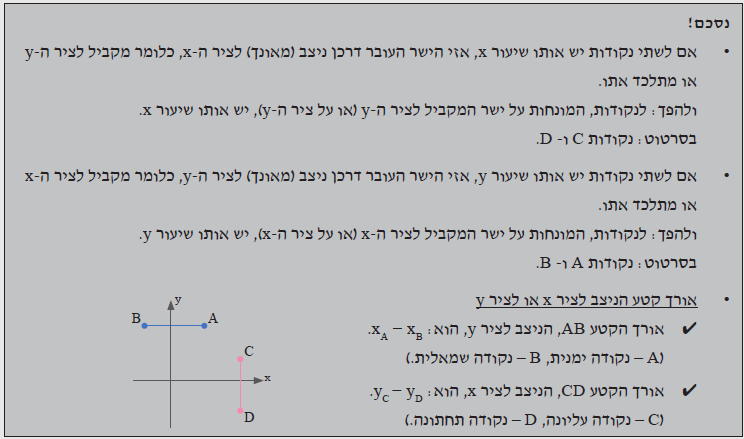 נסכם!
• אם לשתי נקודות יש אותו שיעור x, אזי הישר העובר דרכן ניצב (מאונך) לציר ה-x, כלומר מקביל לציר ה-y
או מתלכד אתו.
ולהפך: לנקודות, המונחות על ישר המקביל לציר ה-y (או על ציר ה-y), יש אותו שיעור x.
בסרטוט: נקודות C ו- D.
• אם לשתי נקודות יש אותו שיעור y, אזי הישר העובר דרכן ניצב (מאונך) לציר ה-y, כלומר מקביל לציר ה-x
או מתלכד אתו.
ולהפך: לנקודות, המונחות על ישר המקביל לציר ה-x (או על ציר ה-x), יש אותו שיעור y.
בסרטוט: נקודות A ו- B.
• אורך קטע הניצב לציר x או לציר y
✔ אורך הקטע AB, הניצב לציר y, הוא: x_A – x_B.
(A – נקודה ימנית, B – נקודה שמאלית.)
✔ אורך הקטע CD, הניצב לציר x, הוא: y_C – y_D.
(C – נקודה עליונה, D – נקודה תחתונה.)
y
B A
C
x
D